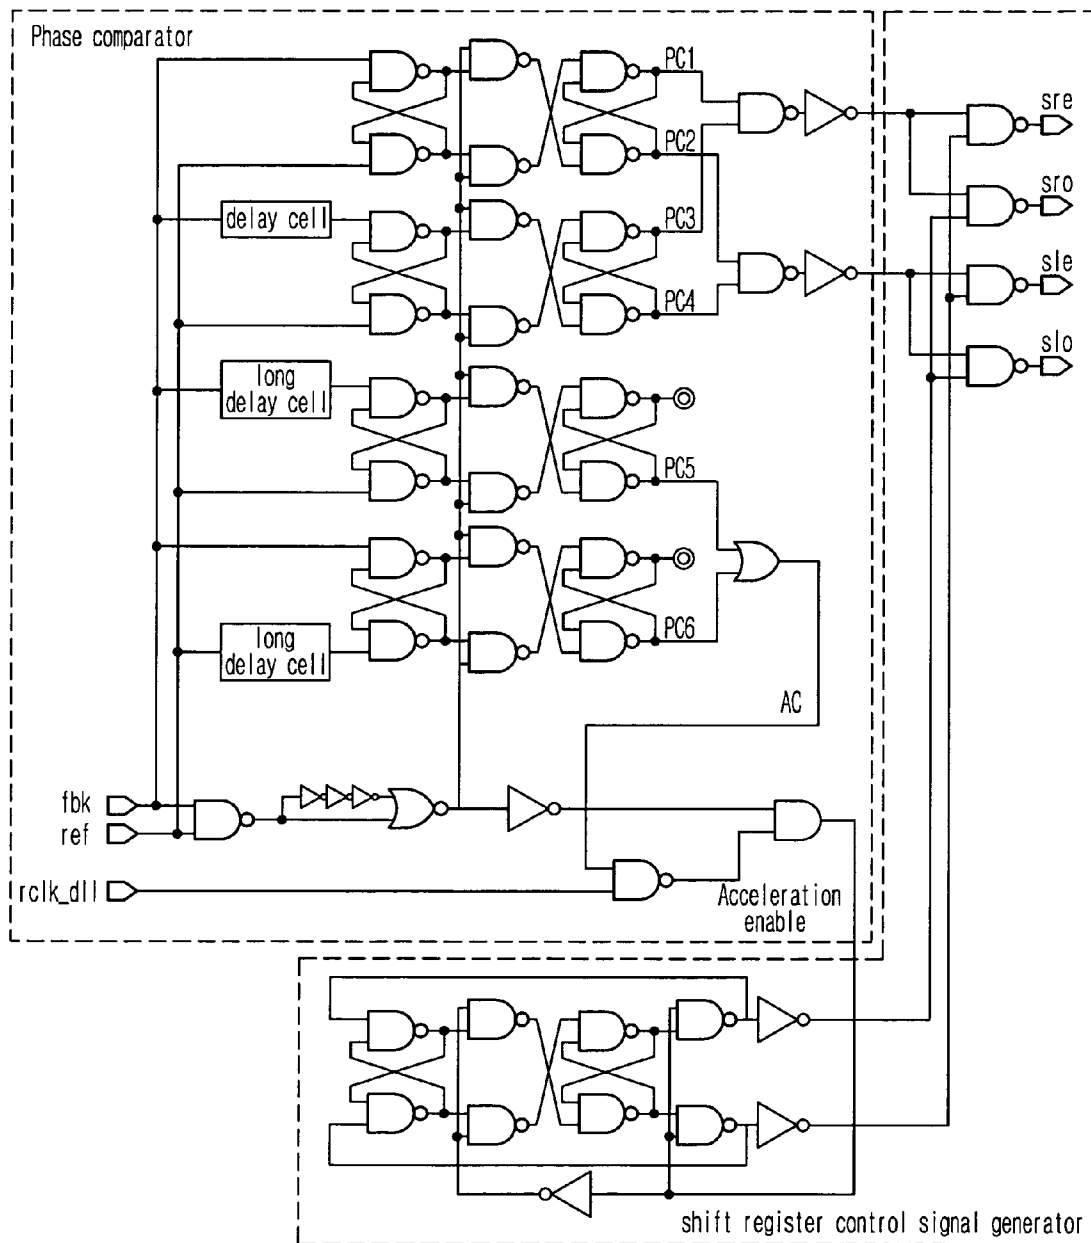 Phase comparator
PC1
sre
PC2
sro
delay cell
PC3
sle
PC4
slo
long
delay cell
PC5
long
delay cell
PC6
AC
fbk
ref
rclk_dll
Acceleration
enable
shift register control signal generator